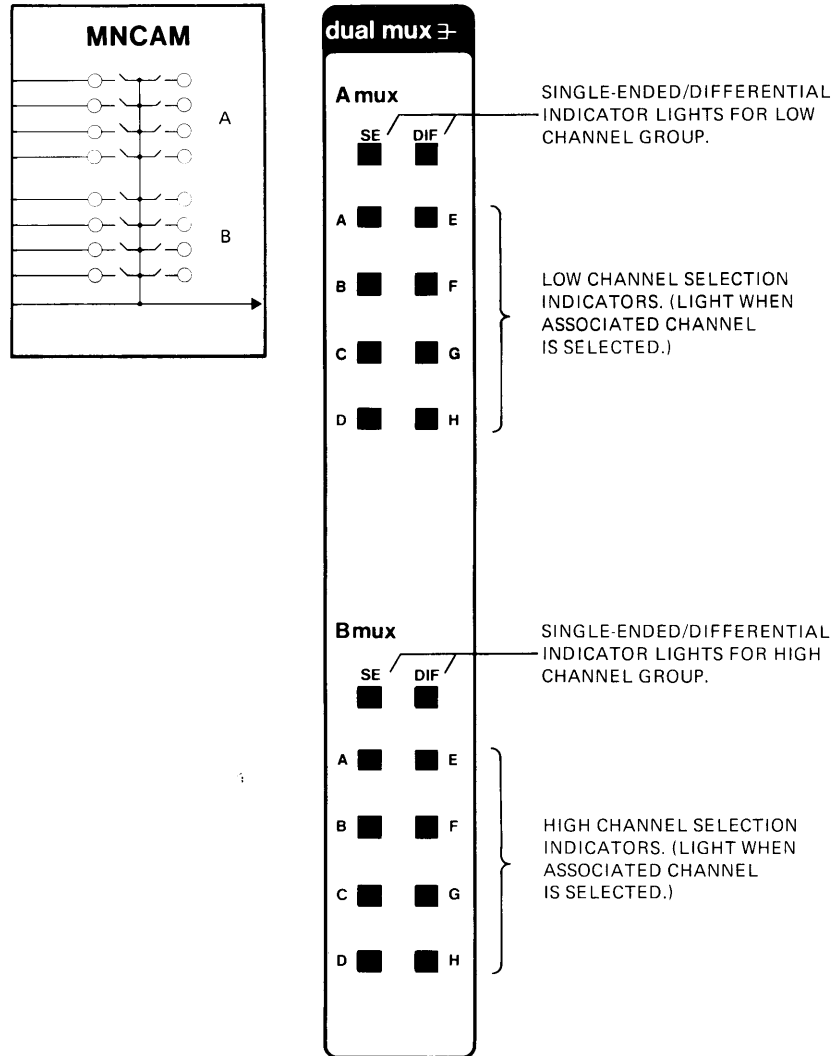 MNCAM
A
B
dual mux
A mux
SE DIF
A E
B F
C G
D H
SINGLE-ENDED/DIFFERENTIAL
INDICATOR LIGHTS FOR LOW
CHANNEL GROUP.
LOW CHANNEL SELECTION
INDICATORS. (LIGHT WHEN
ASSOCIATED CHANNEL
IS SELECTED.)
B mux
SE DIF
A E
B F
C G
D H
SINGLE-ENDED/DIFFERENTIAL
INDICATOR LIGHTS FOR HIGH
CHANNEL GROUP.
HIGH CHANNEL SELECTION
INDICATORS. (LIGHT WHEN
ASSOCIATED CHANNEL
IS SELECTED.)